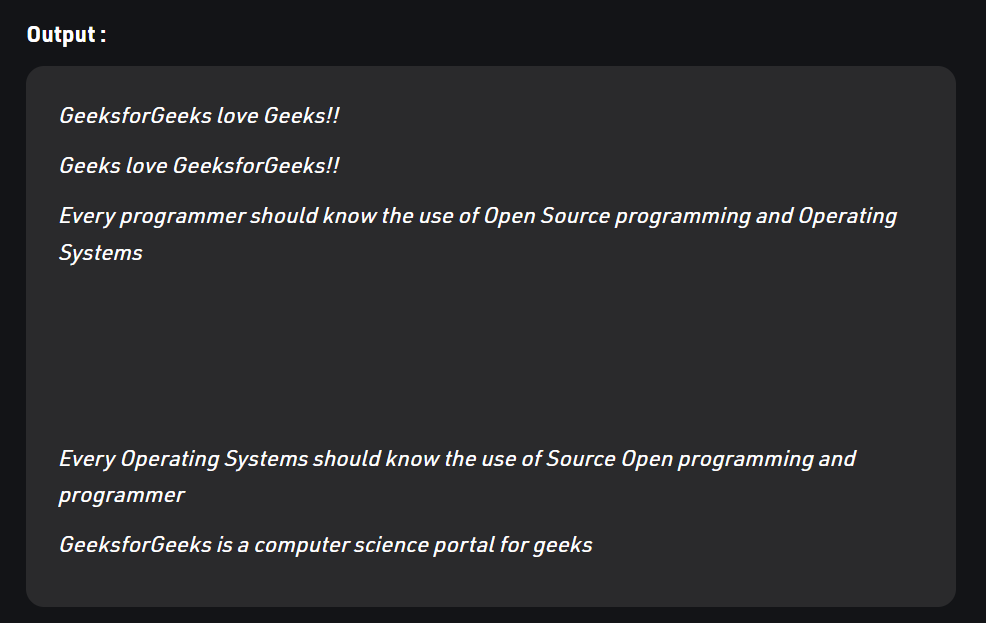 Output :
GeeksforGeeks love Geeks!!
Geeks love GeeksforGeeks!!
Every programmer should know the use of Open Source programming and Operating
Systems
Every Operating Systems should know the use of Source Open programming and
programmer
GeeksforGeeks is a computer science portal for geeks